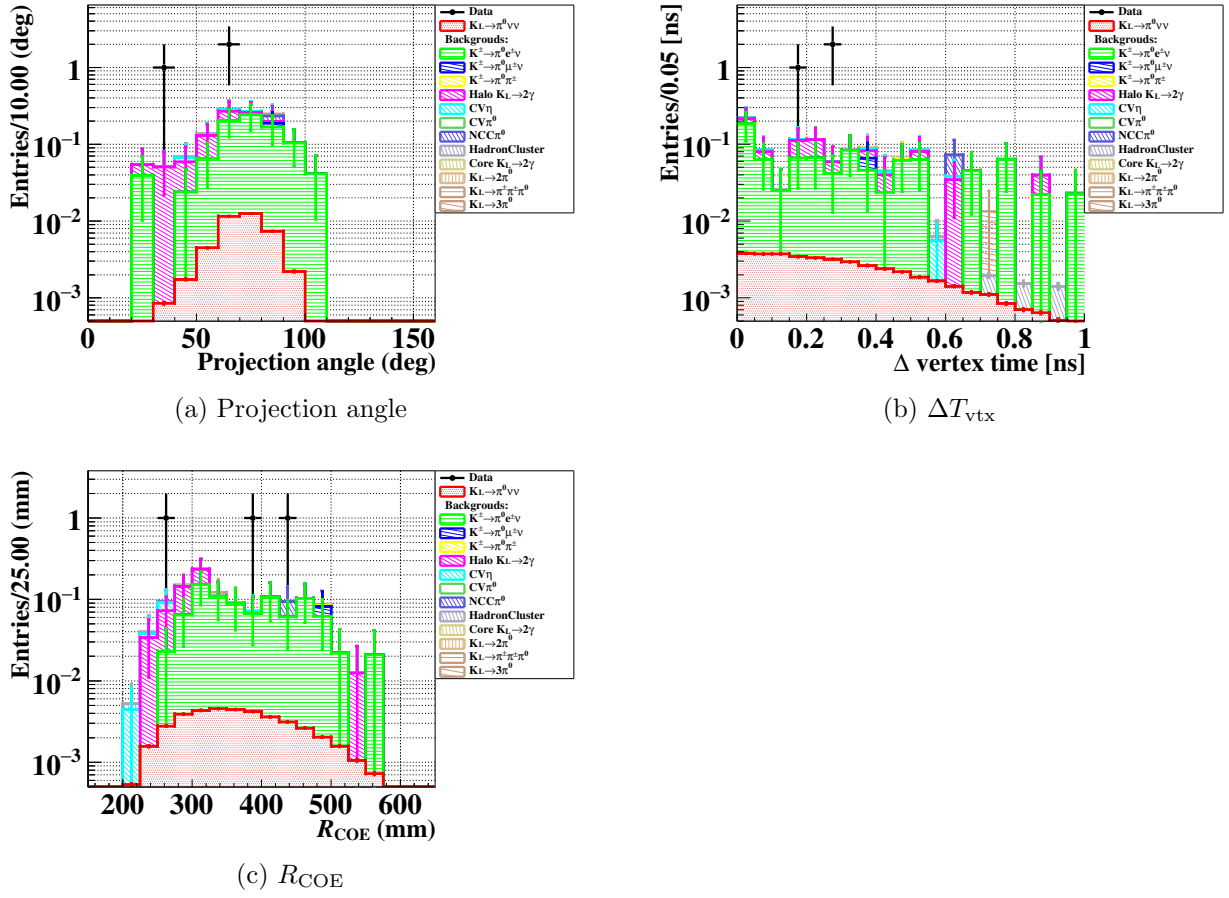 Entries/10.00 (deg)
1
10⁻¹
10⁻²
10⁻³
0 50 100 150
Projection angle (deg)
Data
KL→π⁰νν
Backgrouds:
K±→π⁰e±ν
K±→π⁰μ±ν
K±→π⁰π±
Halo KL→2γ
CVη
CVπ⁰
NCCπ⁰
HadronCluster
Core KL→2γ
KL→2π⁰
KL→π±π±π⁰
KL→3π⁰
(a) Projection angle
Entries/0.05 [ns]
1
10⁻¹
10⁻²
10⁻³
0 0.2 0.4 0.6 0.8 1
Δ vertex time [ns]
Data
KL→π⁰νν
Backgrouds:
K±→π⁰e±ν
K±→π⁰μ±ν
K±→π⁰π±
Halo KL→2γ
CVη
CVπ⁰
NCCπ⁰
HadronCluster
Core KL→2γ
KL→2π⁰
KL→π±π±π⁰
KL→3π⁰
(b) ΔTvtx
Entries/25.00 (mm)
1
10⁻¹
10⁻²
10⁻³
200 300 400 500 600
RCOE (mm)
Data
KL→π⁰νν
Backgrouds:
K±→π⁰e±ν
K±→π⁰μ±ν
K±→π⁰π±
Halo KL→2γ
CVη
CVπ⁰
NCCπ⁰
HadronCluster
Core KL→2γ
KL→2π⁰
KL→π±π±π⁰
KL→3π⁰
(c) RCOE